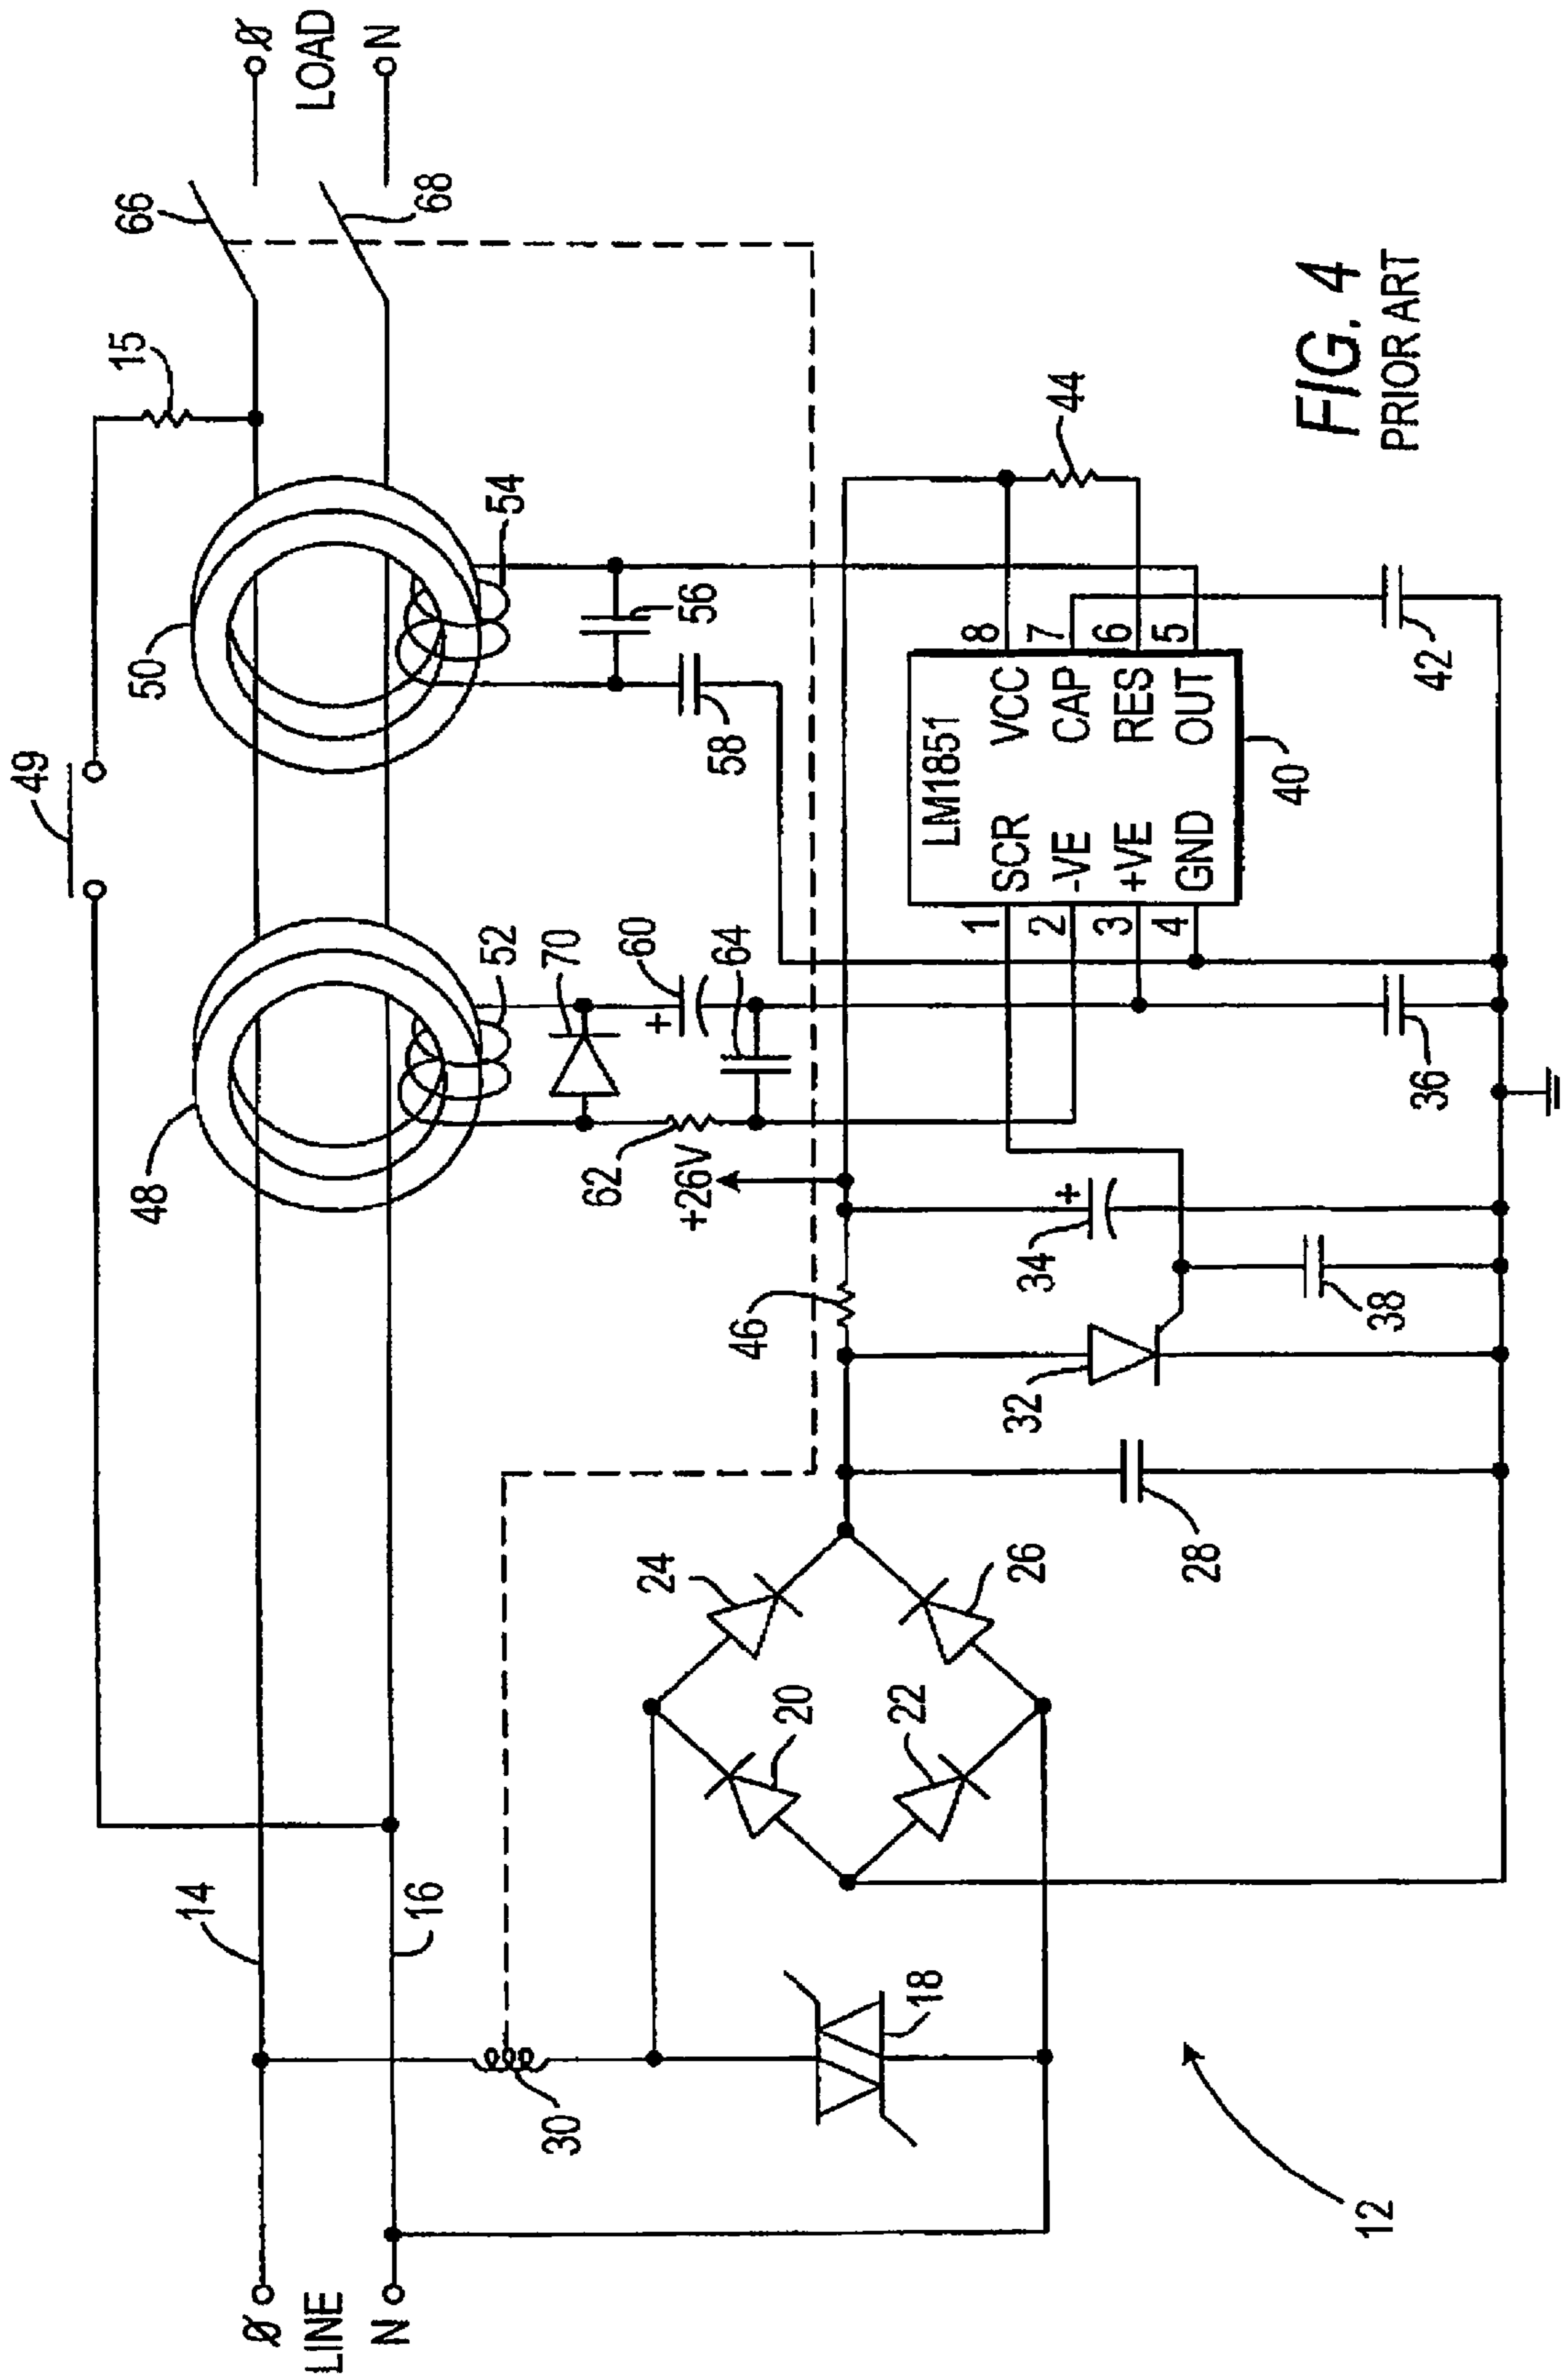 49
15
66
Ø
LOAD
N
68
50
54
56
58
48
52
70
60
64
62
+26V
14
16
30
18
20
22
24
26
28
46
32
34
38
36
LM1851
1 SCR VCC 8
2 -VE CAP 7
3 +VE RES 6
4 GND OUT 5
40
44
42
Ø
LINE
N
12
FIG. 4
PRIOR ART